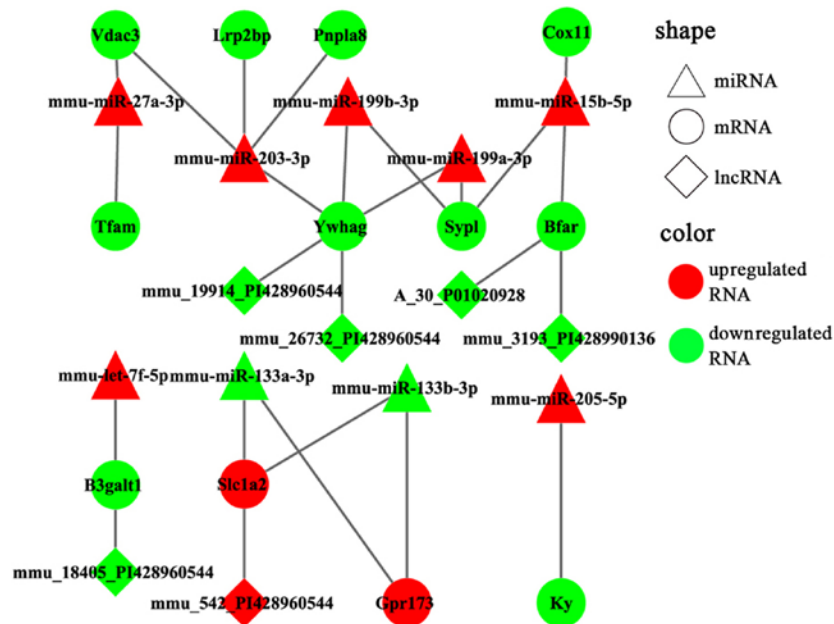 Vdac3
Lrp2bp
Pnpla8
Cox11
shape
miRNA
mmu-miR-27a-3p
mmu-miR-199b-3p
mmu-miR-15b-5p
mRNA
mmu-miR-203-3p
mmu-miR-199a-3p
lncRNA
Tfam
Ywhag
Sypl
Bfar
color
mmu_19914_PI428960544
A_30_P01020928
upregulated
RNA
mmu_26732_PI428960544
mmu_3193_PI428990136
downregulated
RNA
mmu-let-7f-5p
mmu-miR-133a-3p
mmu-miR-133b-3p
mmu-miR-205-5p
B3galt1
Slc1a2
mmu_18405_PI428960544
mmu_542_PI428960544
Gpr173
Ky